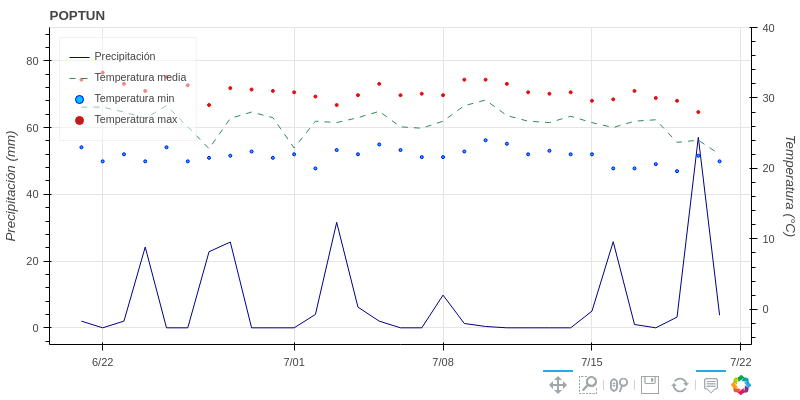 POPTUN
Precipitación
Temperatura media
Temperatura min
Temperatura max
80
60
40
20
0
Precipitación (mm)
40
30
20
10
0
Temperatura (°C)
6/22
7/01
7/08
7/15
7/22